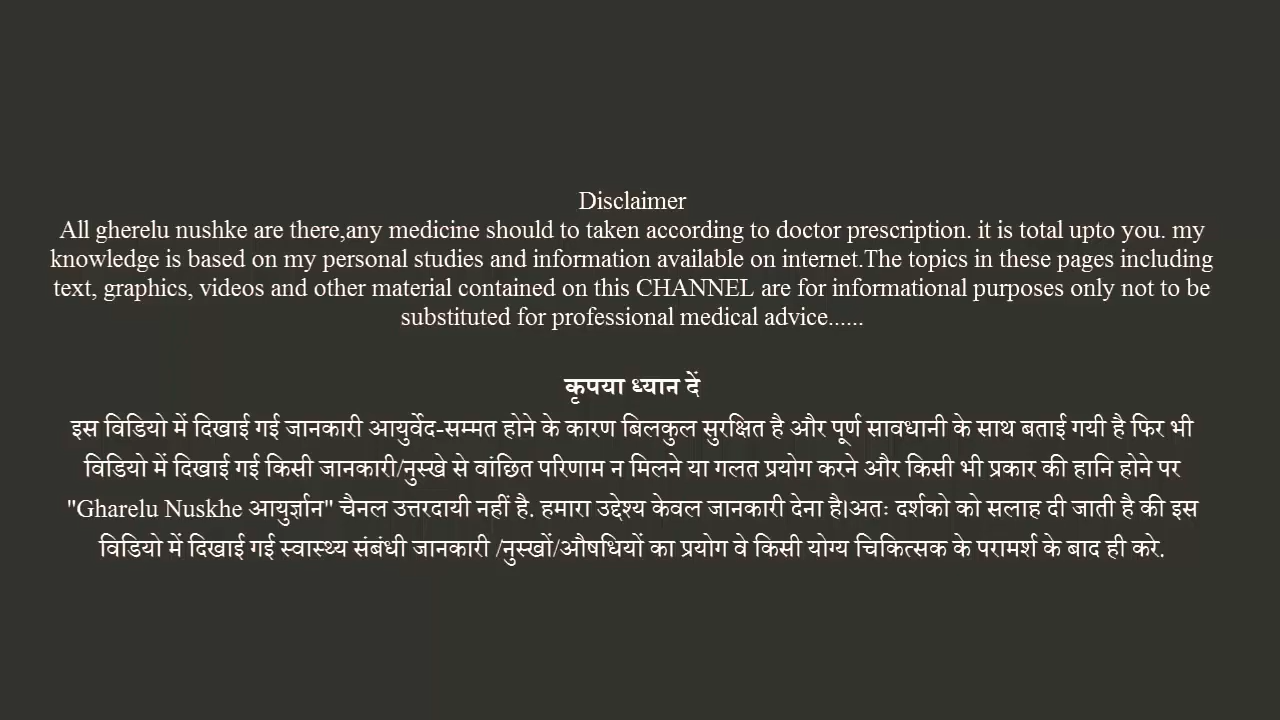 Disclaimer
All gherelu nushke are there,any medicine should to taken according to doctor prescription. it is total upto you. my
knowledge is based on my personal studies and information available on internet.The topics in these pages including
text, graphics, videos and other material contained on this CHANNEL are for informational purposes only not to be
substituted for professional medical advice......
कृपया ध्यान दें
इस विडियो में दिखाई गई जानकारी आयुर्वेद-सम्मत होने के कारण बिलकुल सुरक्षित है और पूर्ण सावधानी के साथ बताई गयी है फिर भी
विडियो में दिखाई गई किसी जानकारी/नुस्खे से वांछित परिणाम न मिलने या गलत प्रयोग करने और किसी भी प्रकार की हानि होने पर
"Gharelu Nuskhe आयुर्ज्ञान" चैनल उत्तरदायी नहीं है. हमारा उद्देश्य केवल जानकारी देना है।अतः दर्शको को सलाह दी जाती है की इस
विडियो में दिखाई गई स्वास्थ्य संबंधी जानकारी /नुस्खों/औषधियों का प्रयोग वे किसी योग्य चिकित्सक के परामर्श के बाद ही करे.